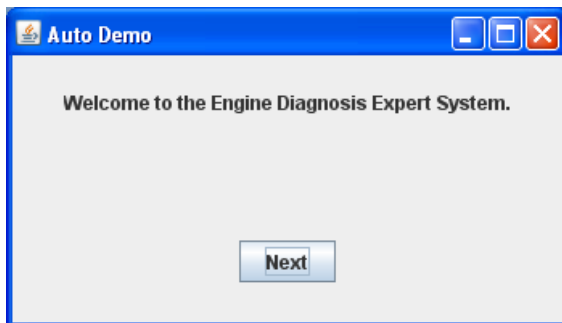 Auto Demo
Welcome to the Engine Diagnosis Expert System.
Next